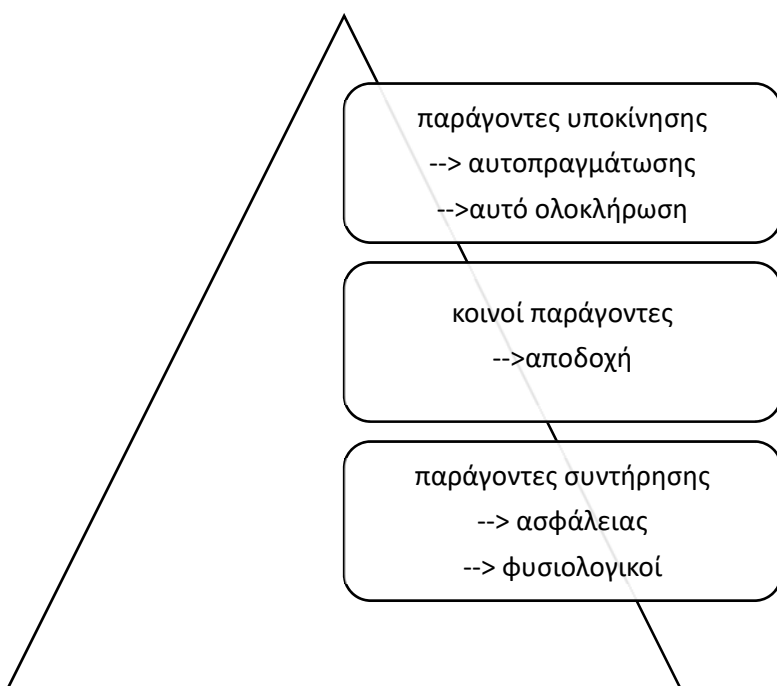 παράγοντες υποκίνησης
--> αυτοπραγμάτωσης
-->αυτό ολοκλήρωση
κοινοί παράγοντες
-->αποδοχή
παράγοντες συντήρησης
--> ασφάλειας
--> φυσιολογικοί